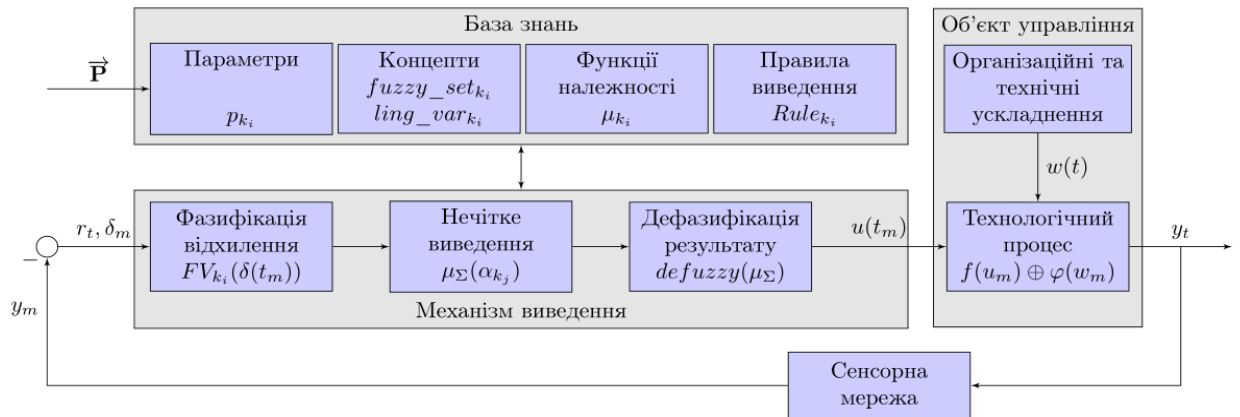 База знань
Об'єкт управління
Параметри
p_{k_i}
Концепти
fuzzy_set_{k_i}
ling_var_{k_i}
Функції
належності
μ_{k_i}
Правила
виведення
Rule_{k_i}
Організаційні та
технічні
ускладнення
\overrightarrow{P}
w(t)
r_t, δ_m
Фазифікація
відхилення
FV_{k_i}(δ(t_m))
Нечітке
виведення
μ_Σ(α_{k_j})
Дефазифікація
результату
defuzzy(μ_Σ)
u(t_m)
Технологічний
процес
f(u_m) ⊕ φ(w_m)
y_t
−
y_m
Механізм виведення
Сенсорна
мережа